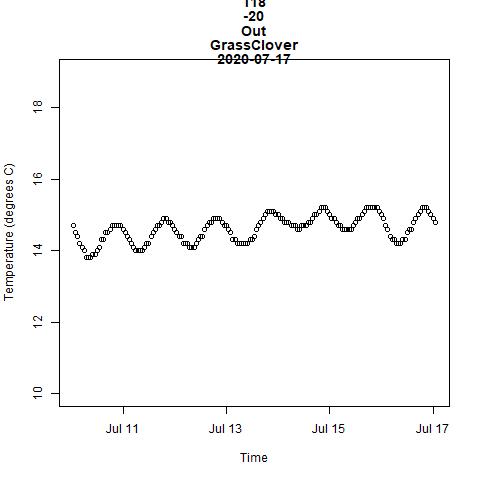 T18
-20
Out
GrassClover
2020-07-17
Temperature (degrees C)
18
16
14
12
10
Jul 11
Jul 13
Jul 15
Jul 17
Time